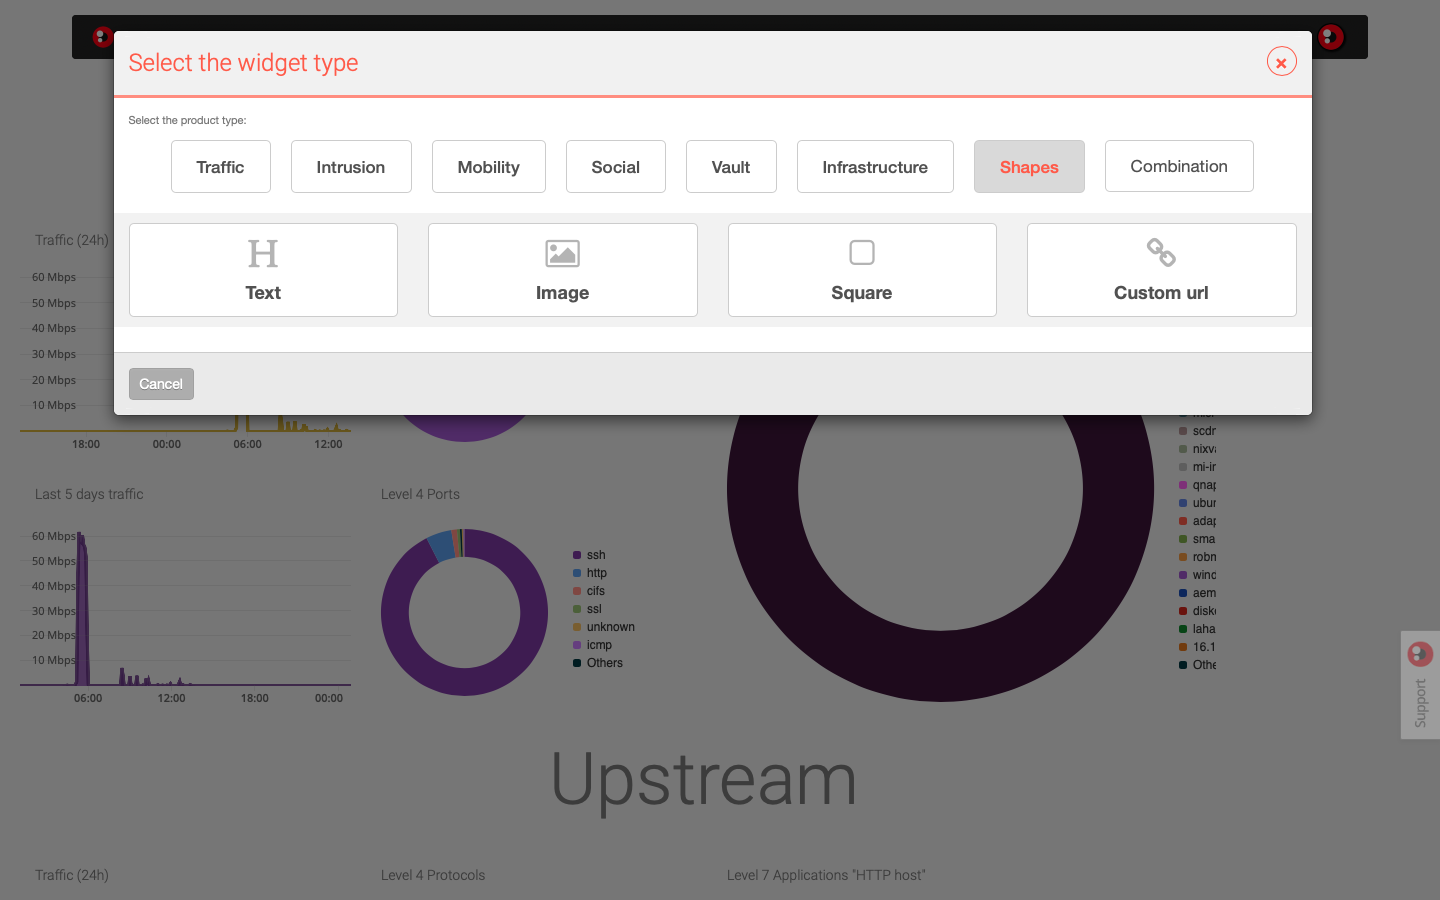 Select the widget type
Select the product type:
Traffic
Intrusion
Mobility
Social
Vault
Infrastructure
Shapes
Combination
Text
Image
Square
Custom url
Cancel
Traffic (24h)
60 Mbps
50 Mbps
40 Mbps
30 Mbps
20 Mbps
10 Mbps
18:00 00:00 06:00 12:00
scdr
nixv
mi-ir
qnap
ubur
adap
sma
robn
wind
aem
disk
laha
16.1
Othe
Last 5 days traffic
60 Mbps
50 Mbps
40 Mbps
30 Mbps
20 Mbps
10 Mbps
06:00 12:00 18:00 00:00
Level 4 Ports
ssh
http
cifs
ssl
unknown
icmp
Others
Support
Upstream
Traffic (24h)
Level 4 Protocols
Level 7 Applications "HTTP host"